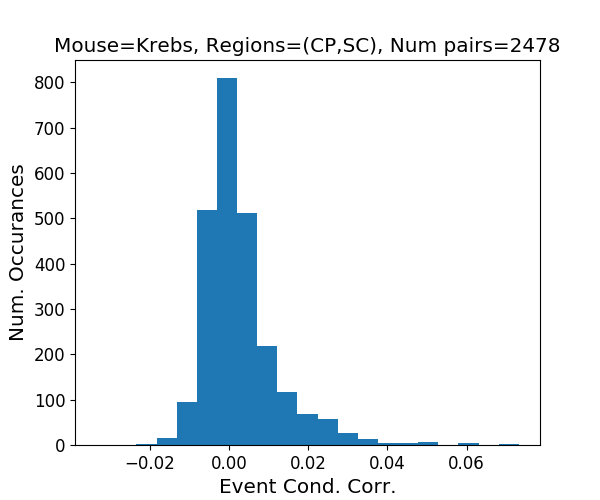 Mouse=Krebs, Regions=(CP,SC), Num pairs=2478
800
700
600
500
400
300
200
100
0
Num. Occurances
−0.02 0.00 0.02 0.04 0.06
Event Cond. Corr.